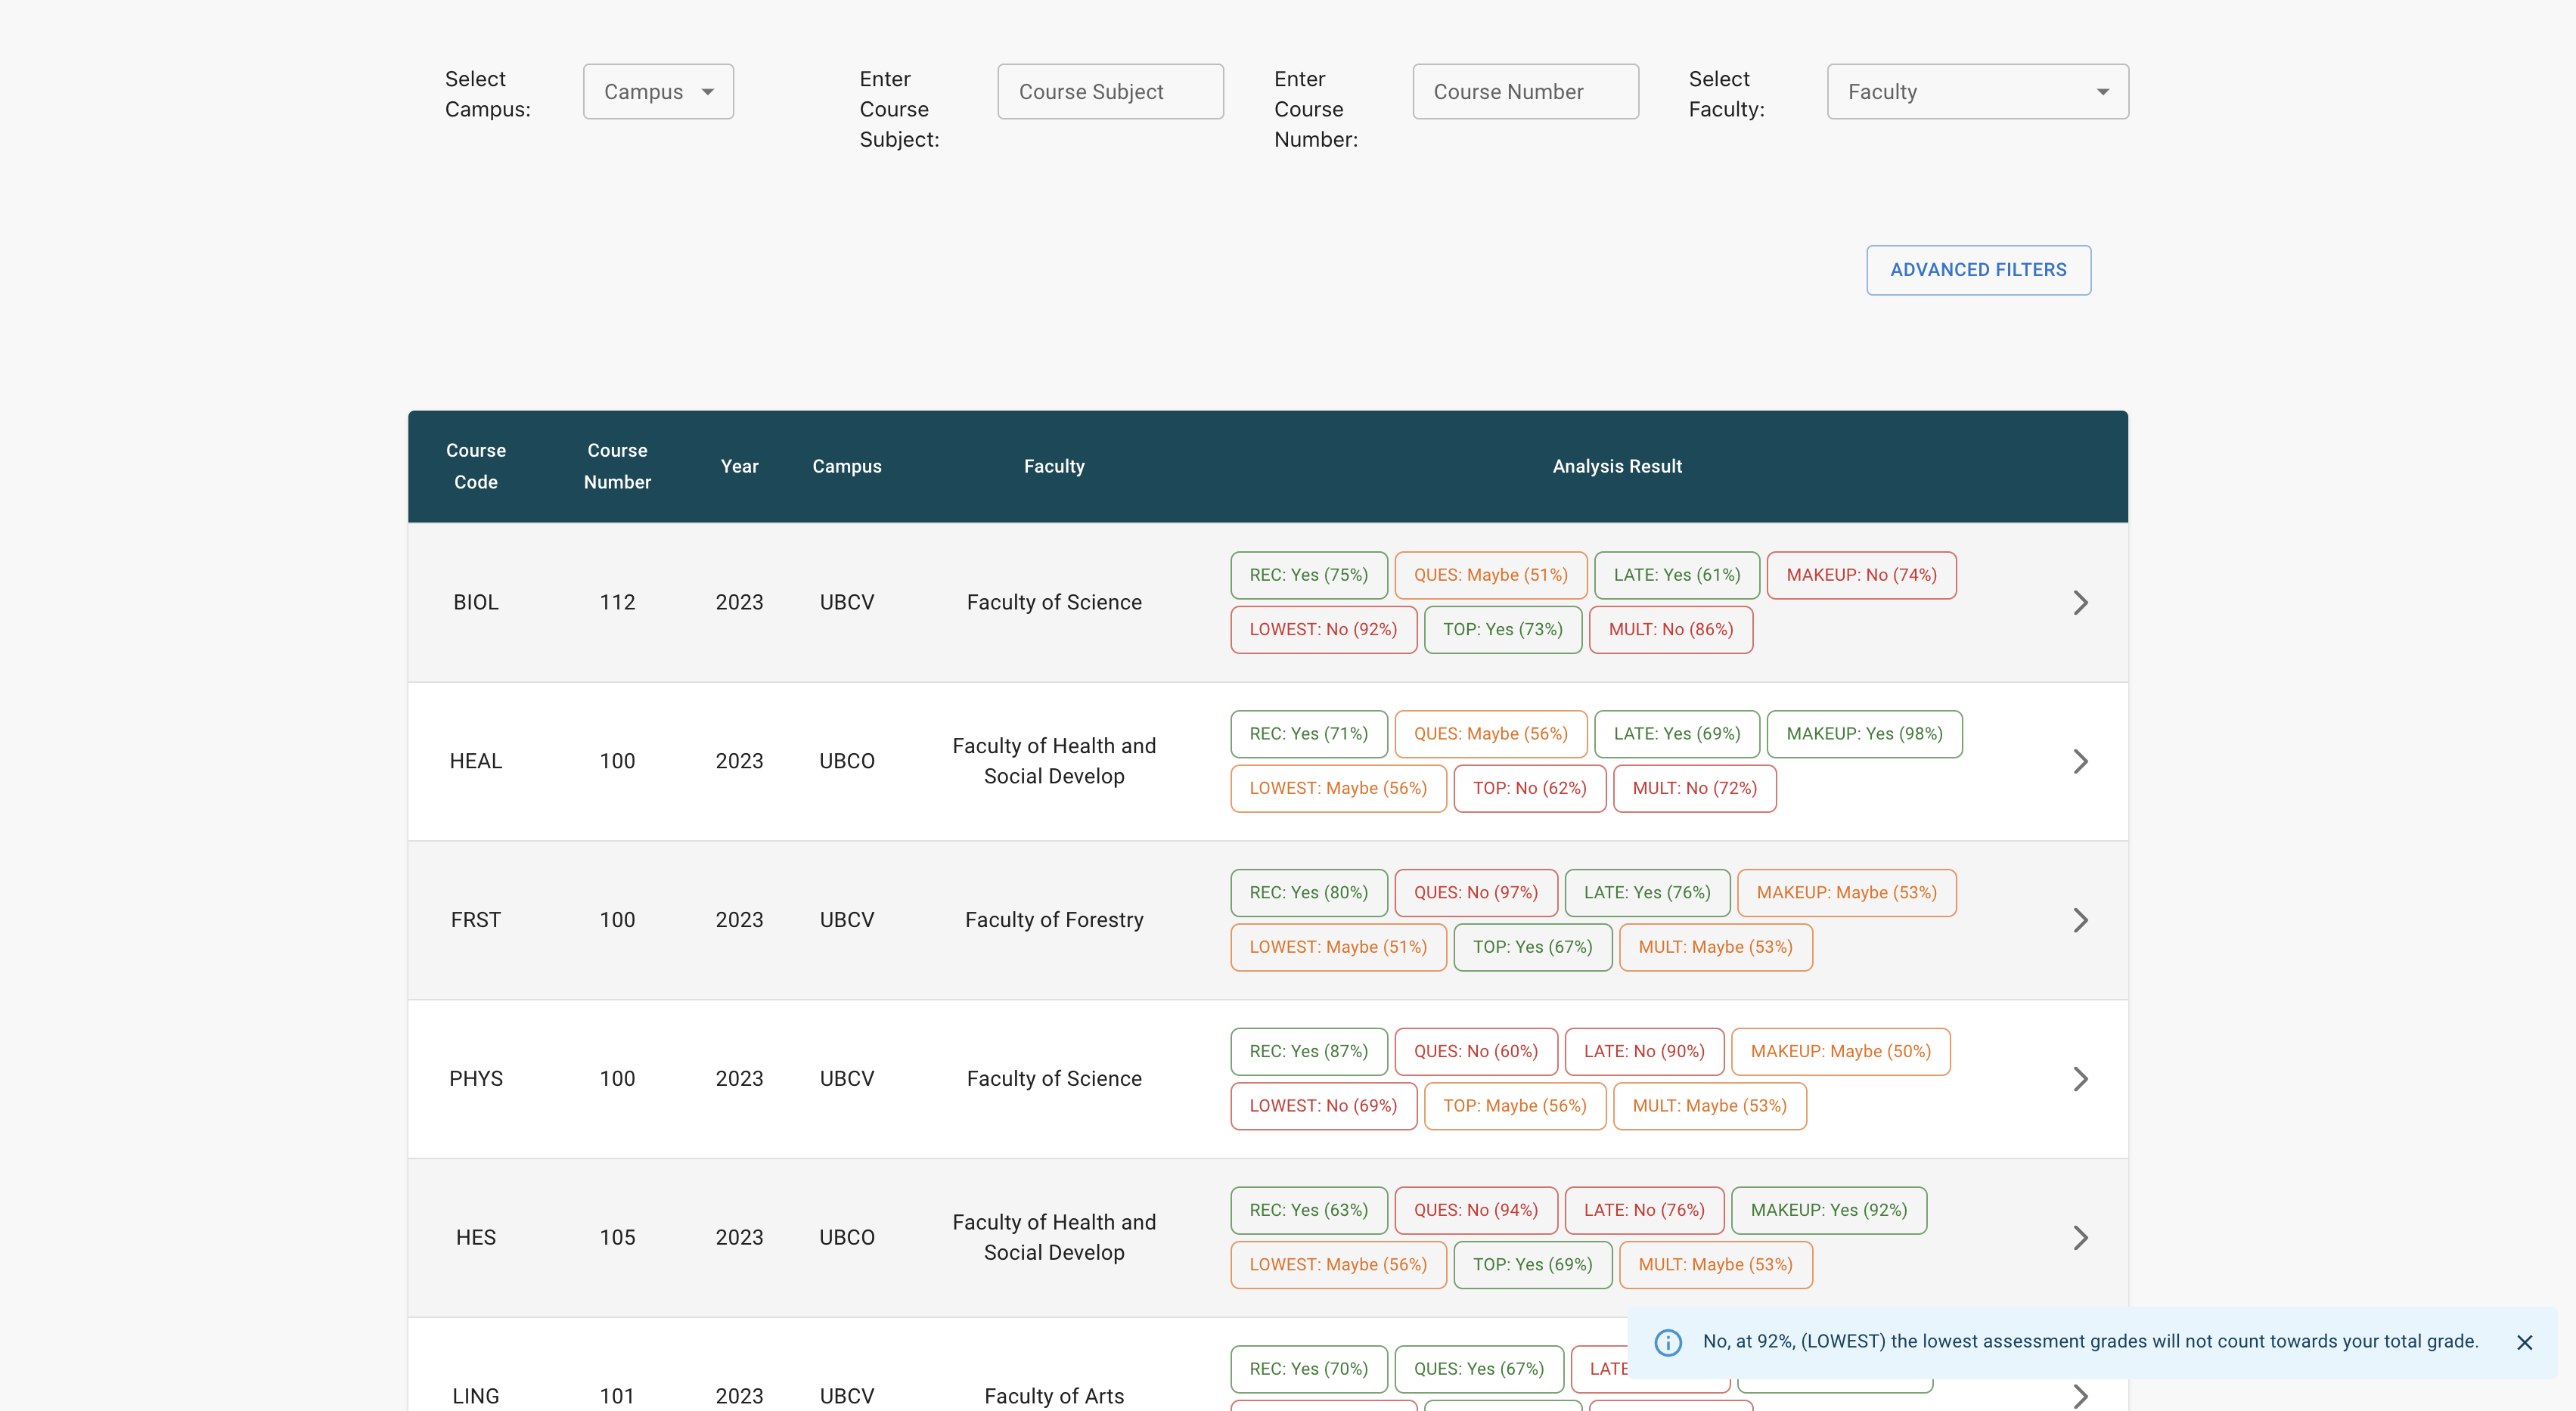 Select
Campus:
Campus
Enter
Course
Subject:
Course Subject
Enter
Course
Number:
Course Number
Select
Faculty:
Faculty
ADVANCED FILTERS
Course
Code
Course
Number
Year
Campus
Faculty
Analysis Result
BIOL
112
2023
UBCV
Faculty of Science
REC: Yes (75%) QUES: Maybe (51%) LATE: Yes (61%) MAKEUP: No (74%)
LOWEST: No (92%) TOP: Yes (73%) MULT: No (86%)
HEAL
100
2023
UBCO
Faculty of Health and
Social Develop
REC: Yes (71%) QUES: Maybe (56%) LATE: Yes (69%) MAKEUP: Yes (98%)
LOWEST: Maybe (56%) TOP: No (62%) MULT: No (72%)
FRST
100
2023
UBCV
Faculty of Forestry
REC: Yes (80%) QUES: No (97%) LATE: Yes (76%) MAKEUP: Maybe (53%)
LOWEST: Maybe (51%) TOP: Yes (67%) MULT: Maybe (53%)
PHYS
100
2023
UBCV
Faculty of Science
REC: Yes (87%) QUES: No (60%) LATE: No (90%) MAKEUP: Maybe (50%)
LOWEST: No (69%) TOP: Maybe (56%) MULT: Maybe (53%)
HES
105
2023
UBCO
Faculty of Health and
Social Develop
REC: Yes (63%) QUES: No (94%) LATE: No (76%) MAKEUP: Yes (92%)
LOWEST: Maybe (56%) TOP: Yes (69%) MULT: Maybe (53%)
LING
101
2023
UBCV
Faculty of Arts
REC: Yes (70%) QUES: Yes (67%) LATE
No, at 92%, (LOWEST) the lowest assessment grades will not count towards your total grade.